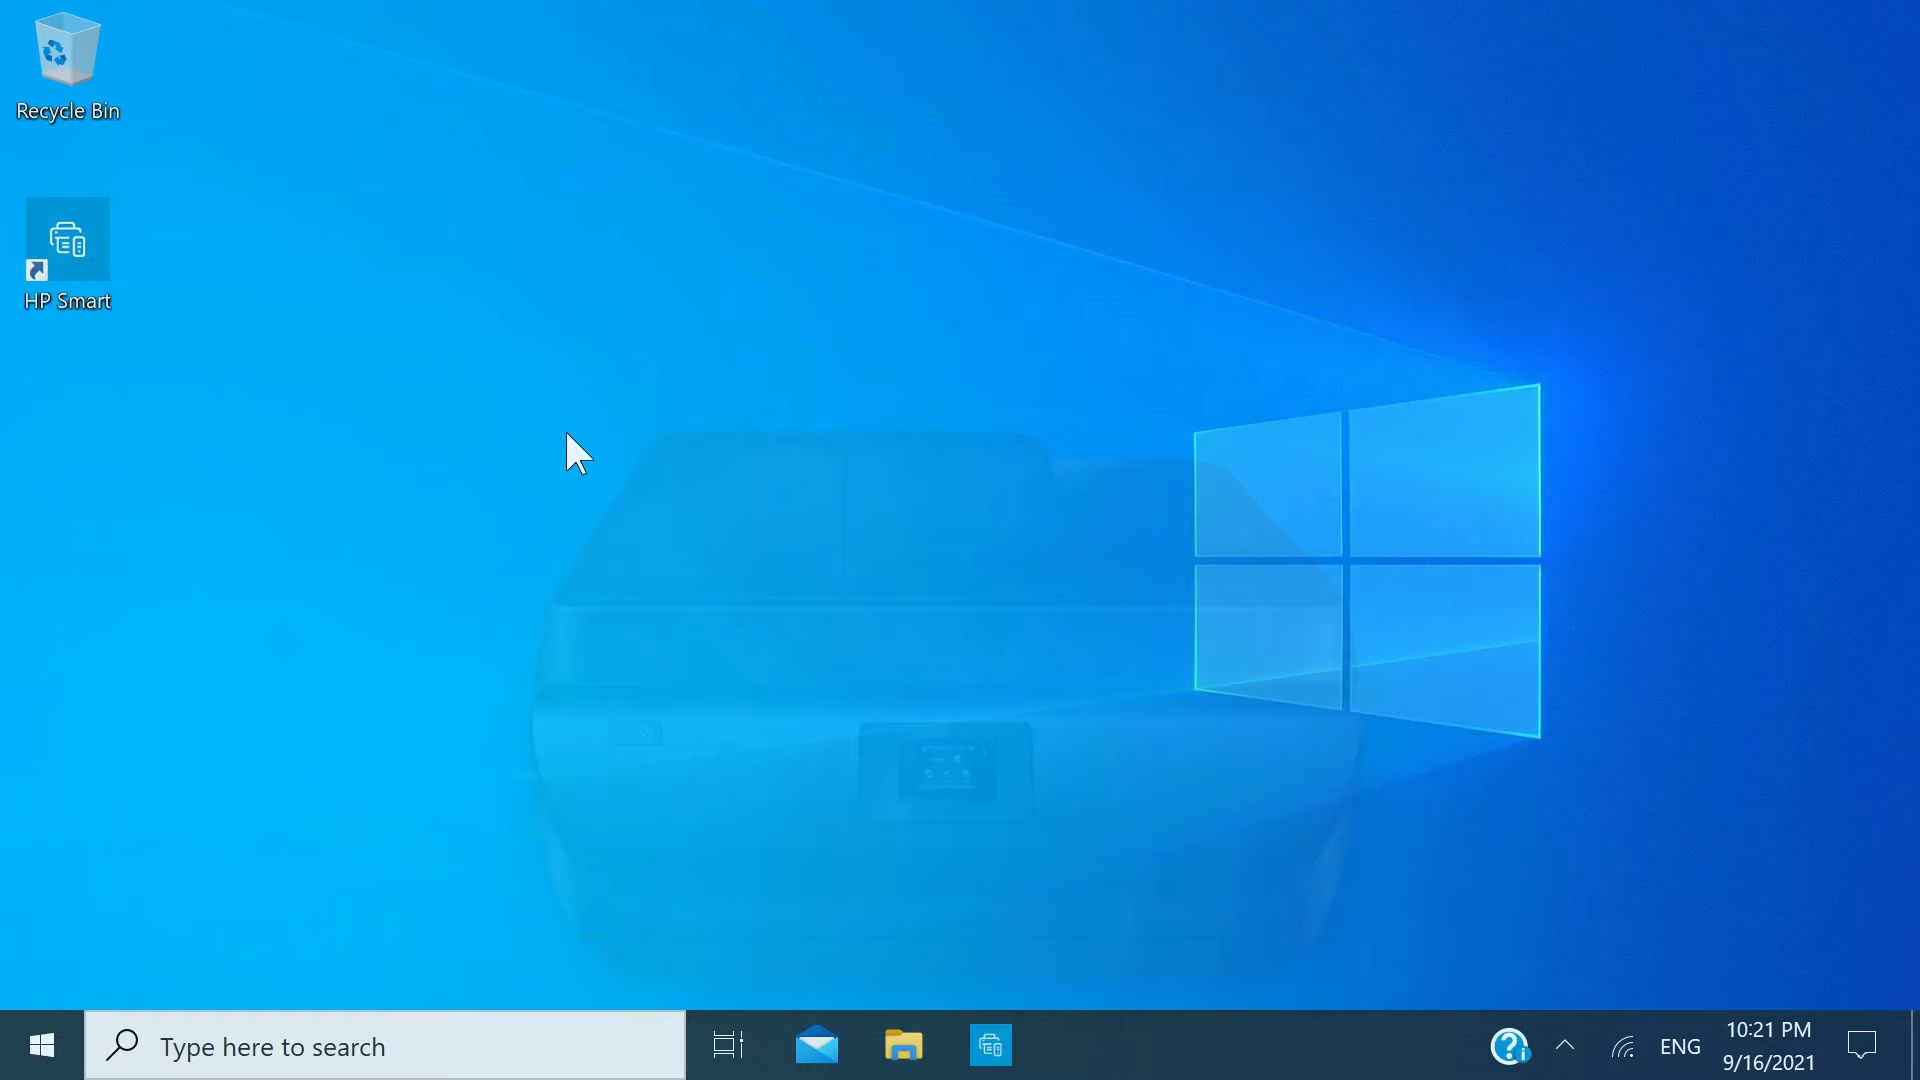 Recycle Bin
HP Smart
Type here to search
ENG
10:21 PM
9/16/2021